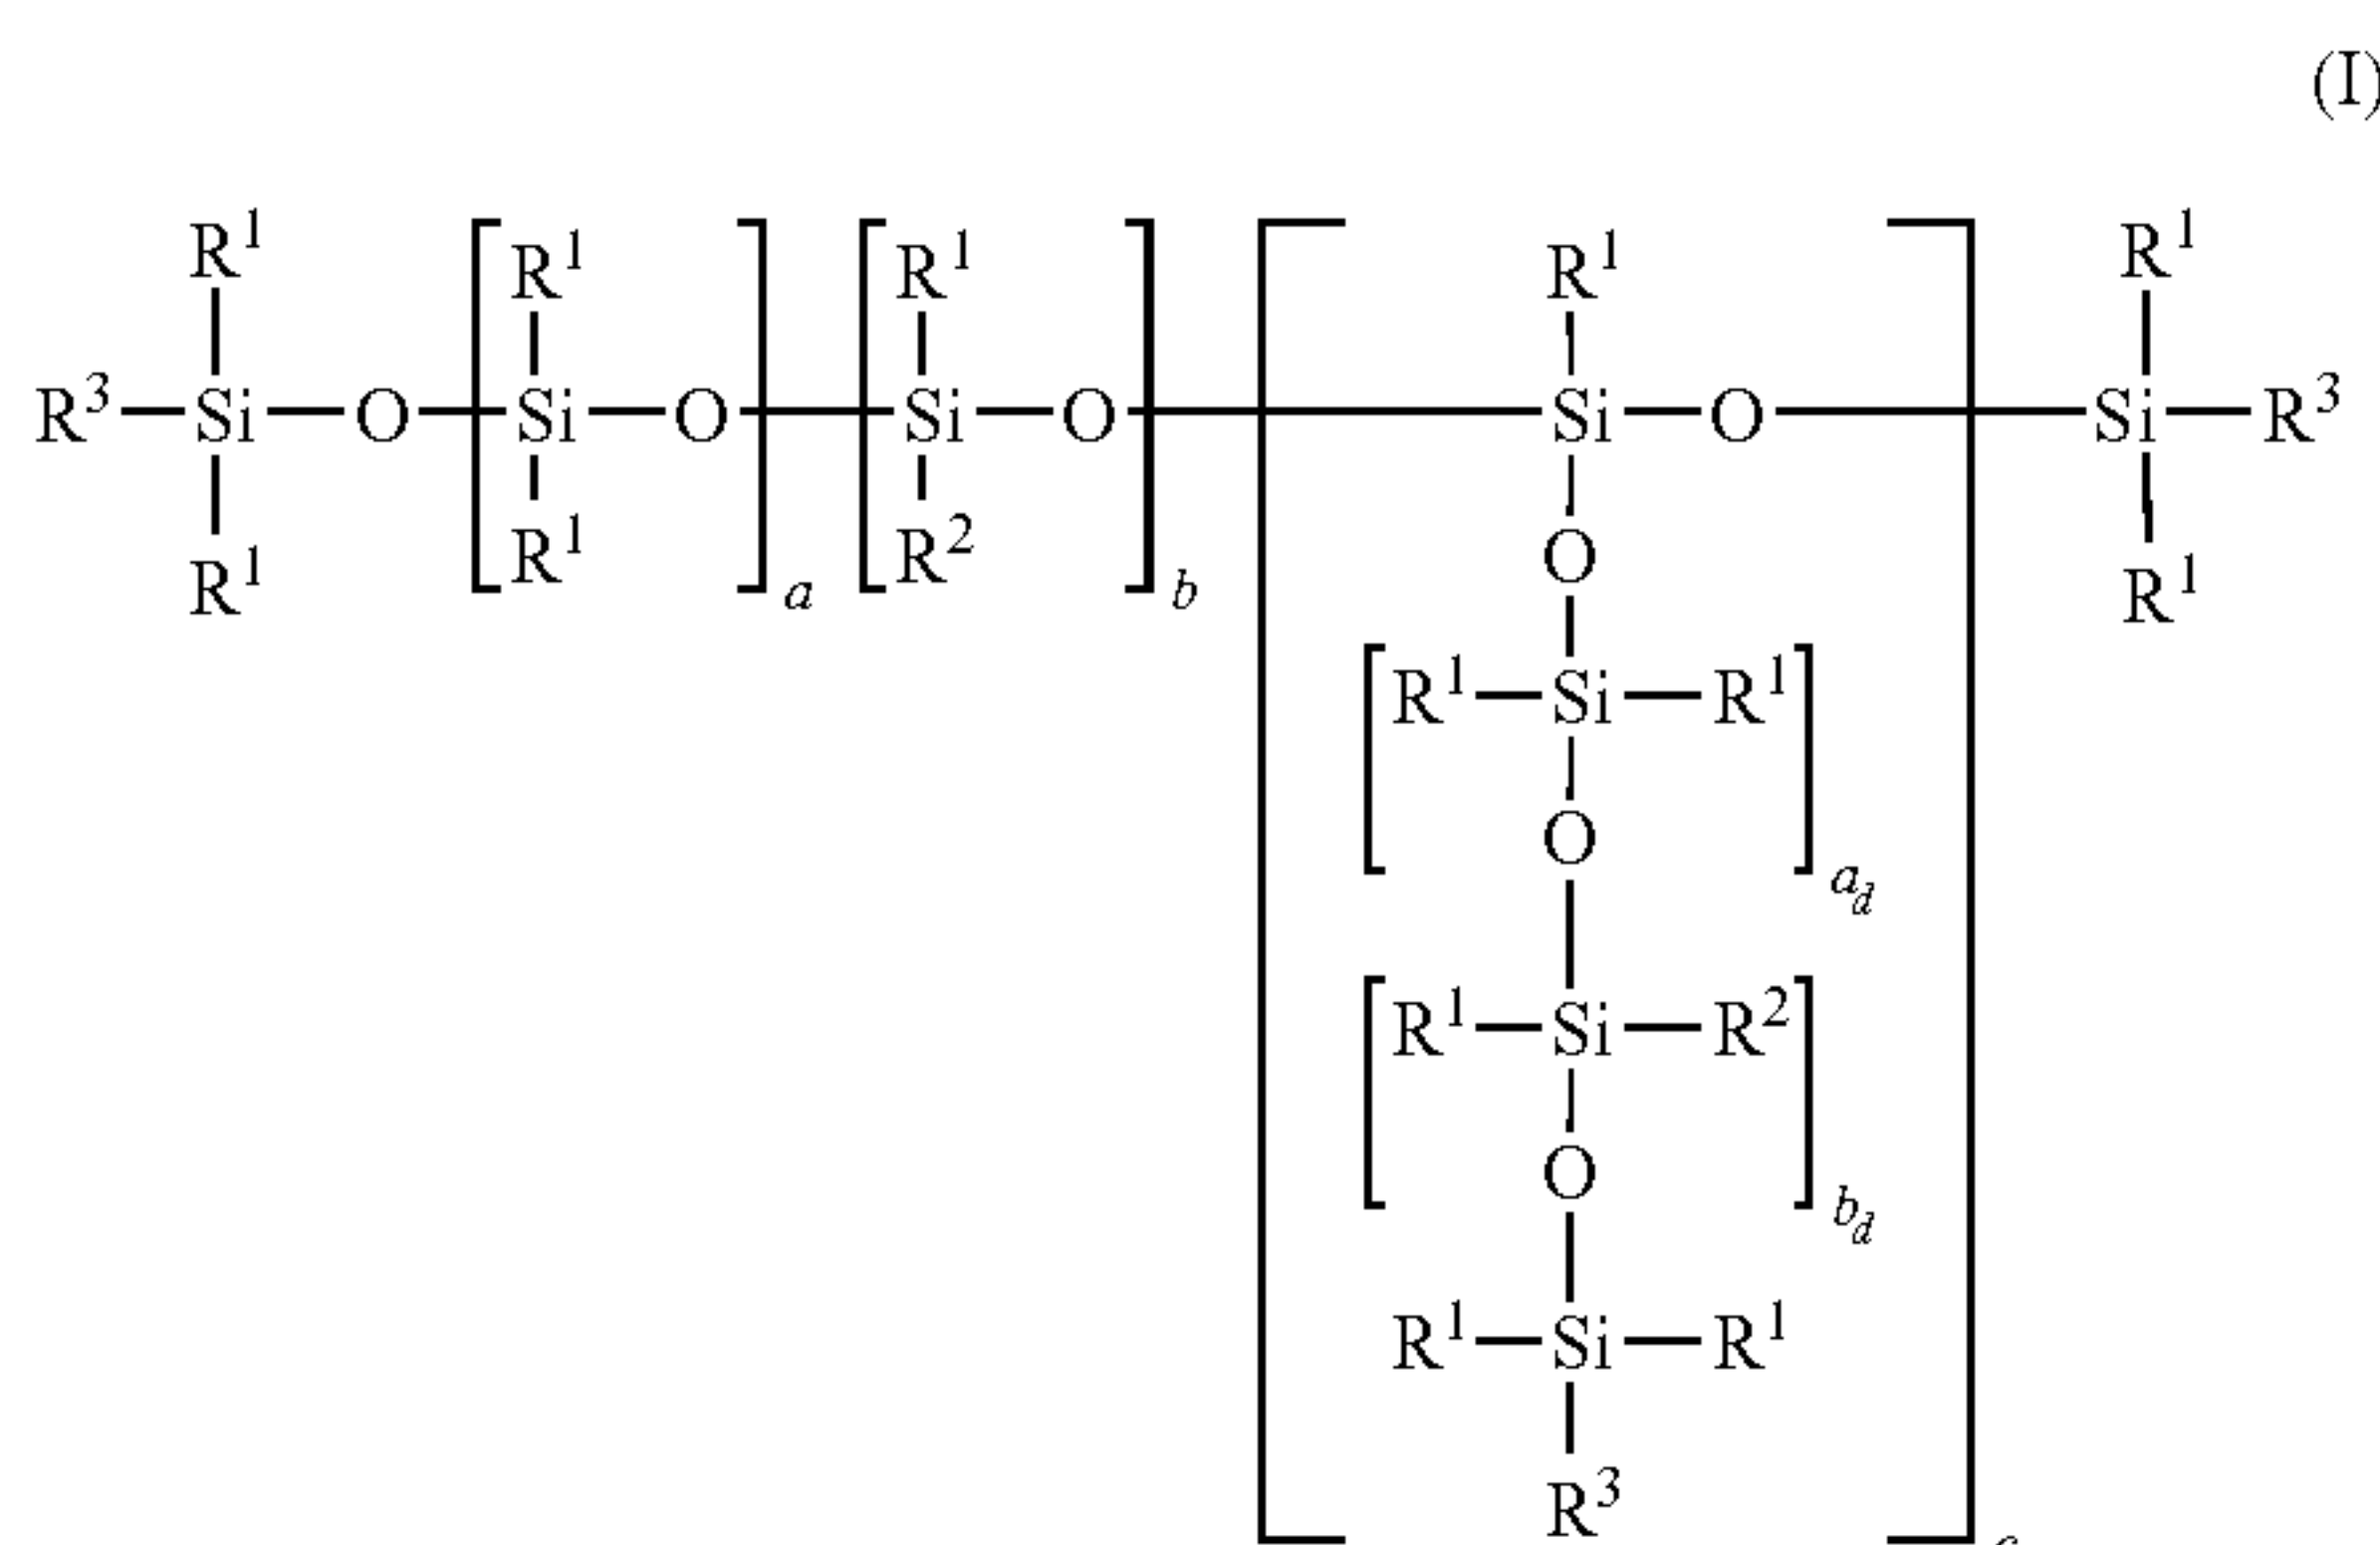 (I)
R¹ R¹ R¹ R¹ R¹
R³—Si—O—[Si—O]a—[Si—O]b—[Si—O]—Si—R³
R¹ R¹ R² O R¹
[R¹—Si—R¹
O]ad
[R¹—Si—R²
O]bd
R¹—Si—R¹
R³